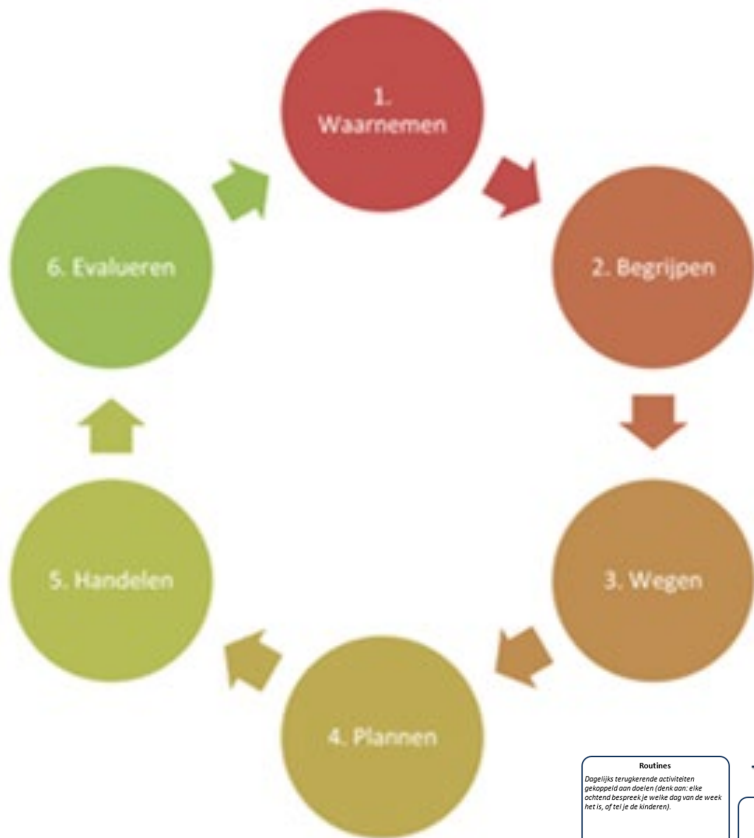 1.
Waarnemen
2. Begrijpen
3. Wegen
4. Plannen
5. Handelen
6. Evalueren
Routines
Dagelijks terugkerende activiteiten
gekoppeld aan doelen (denk aan: elke
ochtend bespreek je welke dag van de week
het is, of tel je de kinderen).